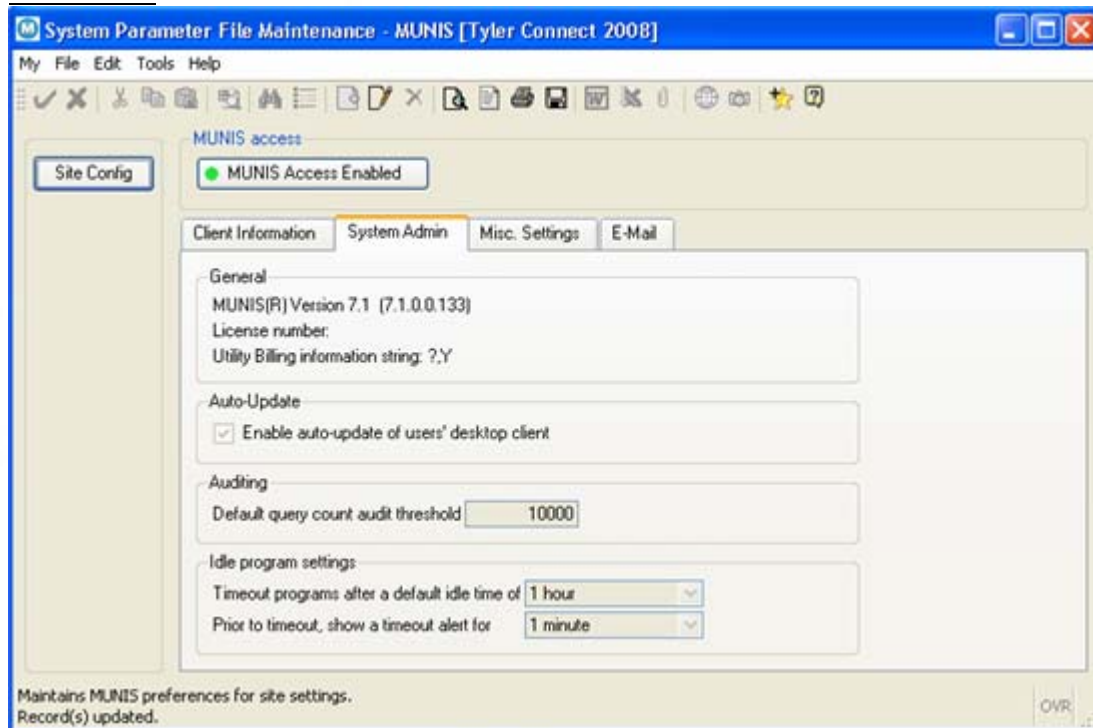 System Parameter File Maintenance - MUNIS [Tyler Connect 2008]
My File Edit Tools Help
MUNIS access
Site Config
MUNIS Access Enabled
Client Information System Admin Misc. Settings E-Mail
General
MUNIS(R) Version 7.1 (7.1.0.0.133)
License number:
Utility Billing information string: ?,Y
Auto-Update
Enable auto-update of users' desktop client
Auditing
Default query count audit threshold 10000
Idle program settings
Timeout programs after a default idle time of 1 hour
Prior to timeout, show a timeout alert for 1 minute
Maintains MUNIS preferences for site settings.
Record(s) updated.
OVR